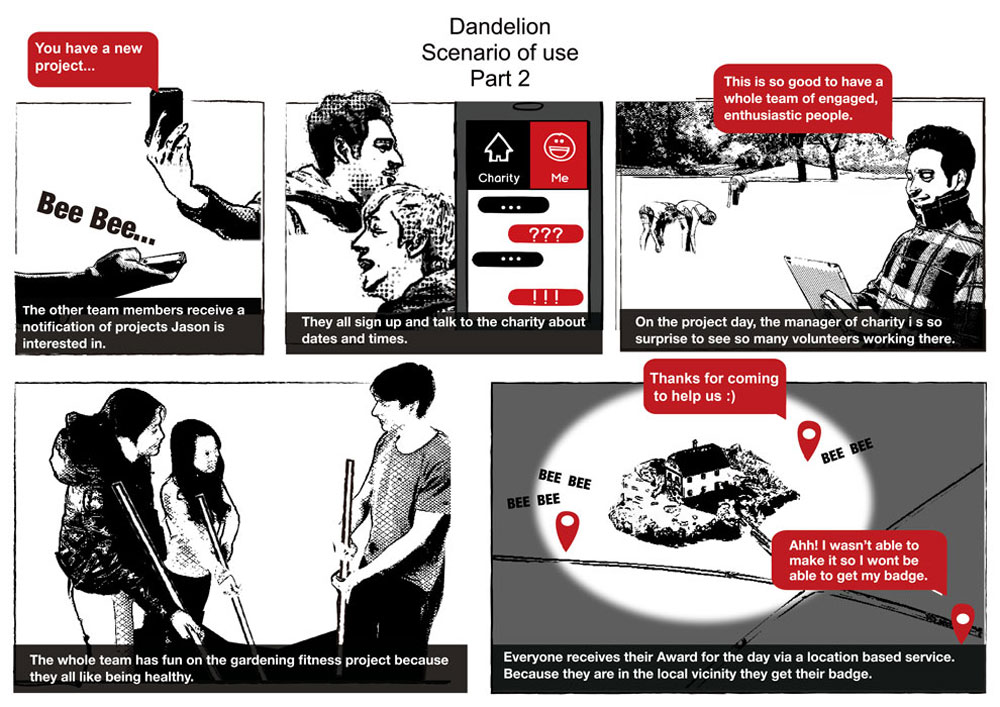 Dandelion
Scenario of use
Part 2
You have a new
project...
Bee Bee...
The other team members receive a
notification of projects Jason is
interested in.
Charity
Me
...
???
...
!!!
They all sign up and talk to the charity about
dates and times.
This is so good to have a
whole team of engaged,
enthusiastic people.
On the project day, the manager of charity i s so
surprise to see so many volunteers working there.
The whole team has fun on the gardening fitness project because
they all like being healthy.
Thanks for coming
to help us :)
BEE BEE
BEE BEE
BEE BEE
Ahh! I wasn't able to
make it so I wont be
able to get my badge.
Everyone receives their Award for the day via a location based service.
Because they are in the local vicinity they get their badge.